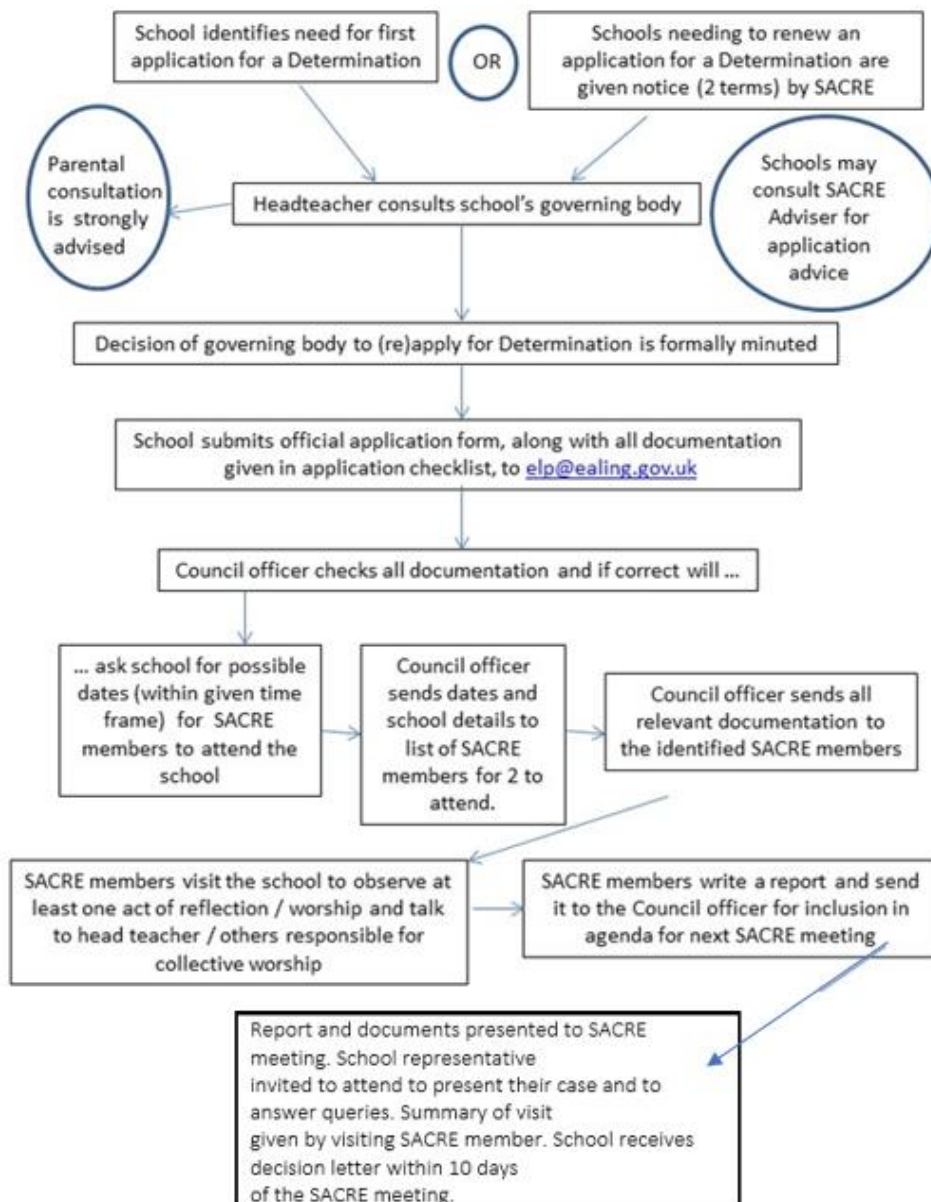 School identifies need for first
application for a Determination
OR
Schools needing to renew an
application for a Determination are
given notice (2 terms) by SACRE
Parental
consultation
is strongly
advised
Headteacher consults school's governing body
Schools may
consult SACRE
Adviser for
application
advice
Decision of governing body to (re)apply for Determination is formally minuted
School submits official application form, along with all documentation
given in application checklist, to elp@ealing.gov.uk
Council officer checks all documentation and if correct will ...
... ask school for possible
dates (within given time
frame) for SACRE
members to attend the
school
Council officer
sends dates and
school details to
list of SACRE
members for 2 to
attend.
Council officer sends all
relevant documentation to
the identified SACRE members
SACRE members visit the school to observe at
least one act of reflection / worship and talk
to head teacher / others responsible for
collective worship
SACRE members write a report and send
it to the Council officer for inclusion in
agenda for next SACRE meeting
Report and documents presented to SACRE
meeting. School representative
invited to attend to present their case and to
answer queries. Summary of visit
given by visiting SACRE member. School receives
decision letter within 10 days
of the SACRE meeting.